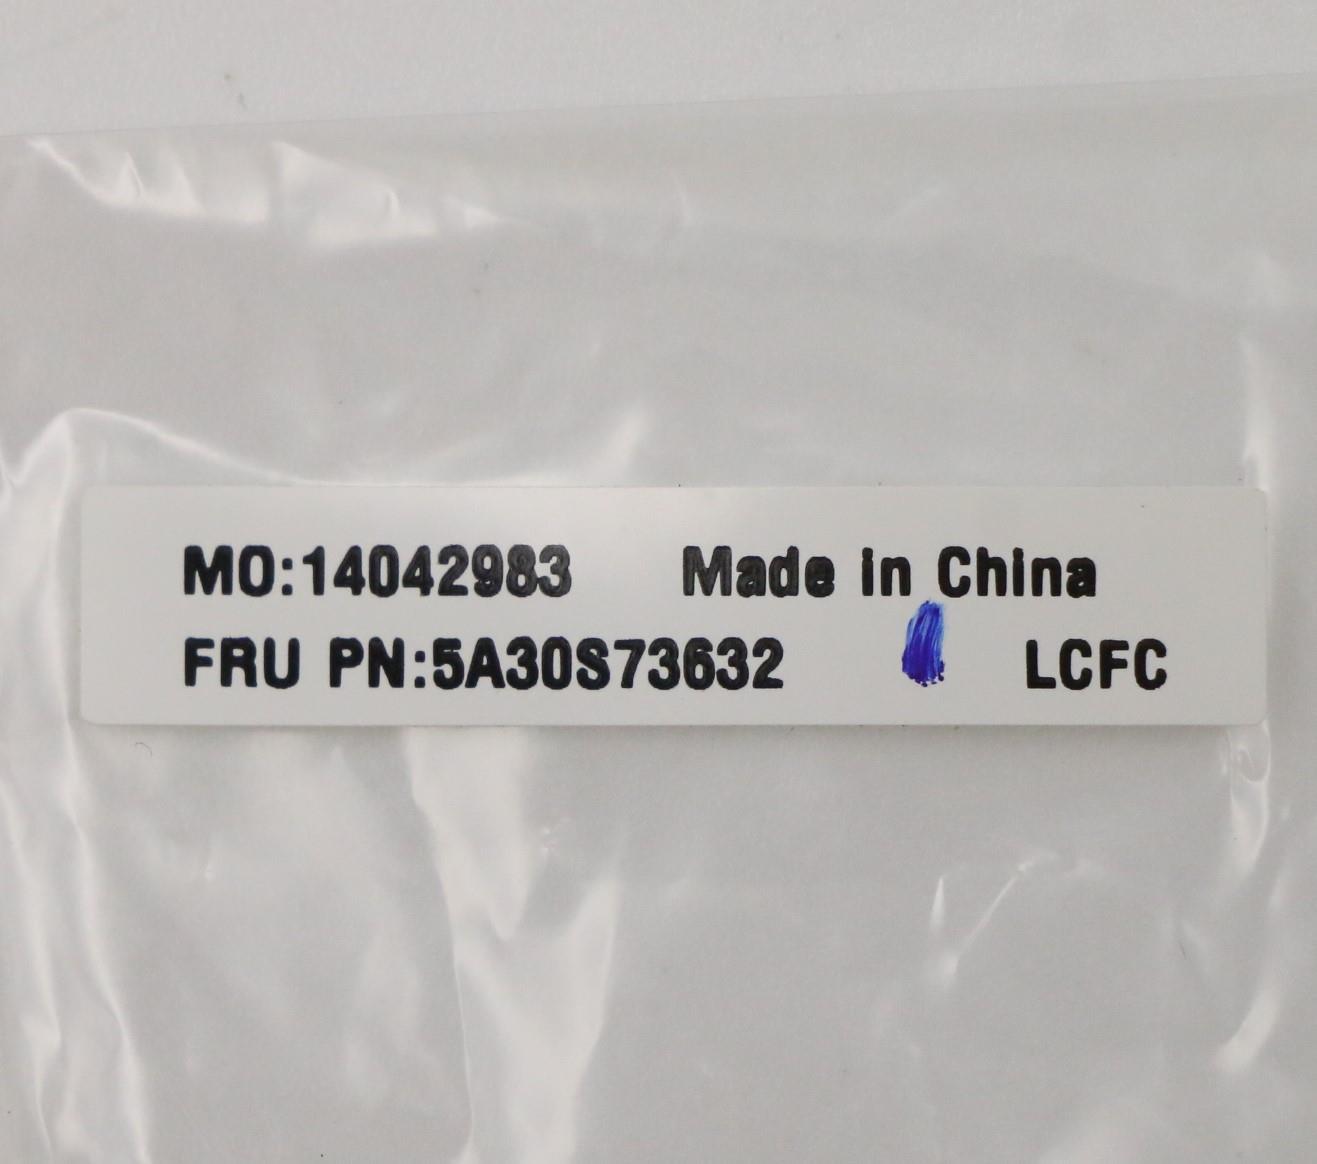 MO:14042983 Made in China
FRU PN:5A30S73632 LCFC